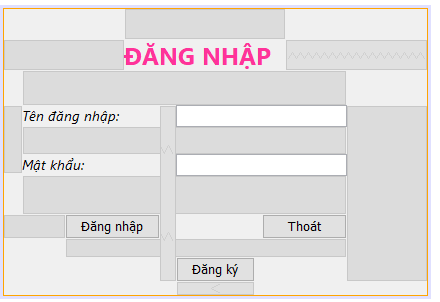 ĐĂNG NHẬP
Tên đăng nhập:
Mật khẩu:
Đăng nhập Thoát
Đăng ký